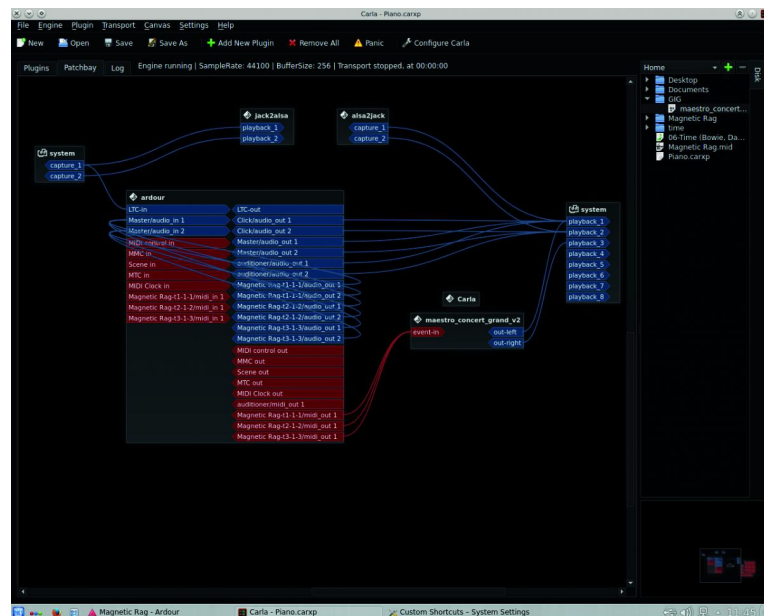 Carla - Piano.carxp
File Engine Plugin Transport Canvas Settings Help
New Open Save Save As Add New Plugin Remove All Panic Configure Carla
Plugins Patchbay Log Engine running | SampleRate: 44100 | BufferSize: 256 | Transport stopped, at 00:00:00
Home
Disk
Desktop
Documents
GIG
maestro_concert...
Magnetic Rag
time
06-Time (Bowie, Da...
Magnetic Rag.mid
Piano.carxp
jack2alsa
playback_1
playback_2
alsa2jack
capture_1
capture_2
system
capture_1
capture_2
ardour
LTC-in LTC-out
Master/audio_in 1 Click/audio_out 1
Master/audio_in 2 Click/audio_out 2
MIDI control in Master/audio_out 1
MMC in Master/audio_out 2
Scene in auditioner/audio_out 1
MTC in auditioner/audio_out 2
MIDI Clock in Magnetic Rag-t1-1-1/audio_out 1
Magnetic Rag-t1-1-1/midi_in 1 Magnetic Rag-t1-1-1/audio_out 2
Magnetic Rag-t2-1-2/midi_in 1 Magnetic Rag-t2-1-2/audio_out 1
Magnetic Rag-t3-1-3/midi_in 1 Magnetic Rag-t2-1-2/audio_out 2
Magnetic Rag-t3-1-3/audio_out 1
Magnetic Rag-t3-1-3/audio_out 2
MIDI control out
MMC out
Scene out
MTC out
MIDI Clock out
auditioner/midi_out 1
Magnetic Rag-t1-1-1/midi_out 1
Magnetic Rag-t2-1-2/midi_out 1
Magnetic Rag-t3-1-3/midi_out 1
system
playback_1
playback_2
playback_3
playback_4
playback_5
playback_6
playback_7
playback_8
Carla
maestro_concert_grand_v2
event-in out-left
out-right
Magnetic Rag - Ardour Carla - Piano.carxp Custom Shortcuts - System Settings 11:45